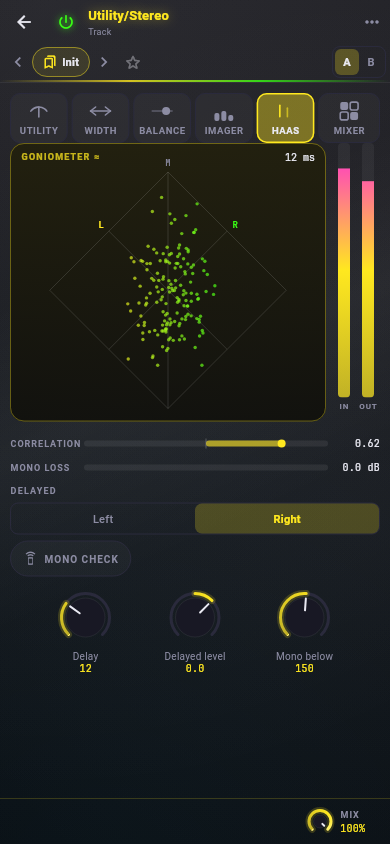 Utility/Stereo
Track
Init
A B
UTILITY WIDTH BALANCE IMAGER HAAS MIXER
GONIOMETER ≋ 12 ms
M
L R
IN OUT
CORRELATION 0.62
MONO LOSS 0.0 dB
DELAYED
Left Right
MONO CHECK
Delay Delayed level Mono below
12 0.0 150
MIX
100%